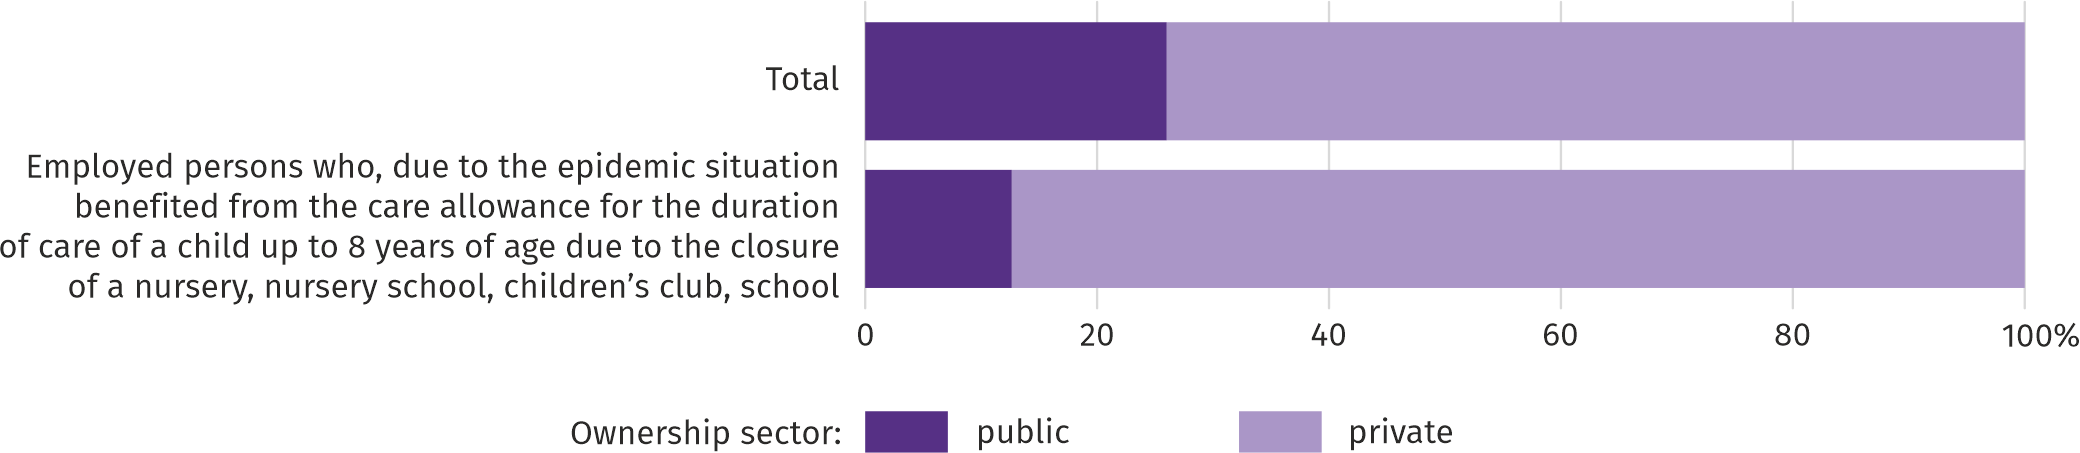 Total
Employed persons who, due to the epidemic situation
benefited from the care allowance for the duration
of care of a child up to 8 years of age due to the closure
of a nursery, nursery school, children’s club, school
0 20 40 60 80 100%
Ownership sector: public private